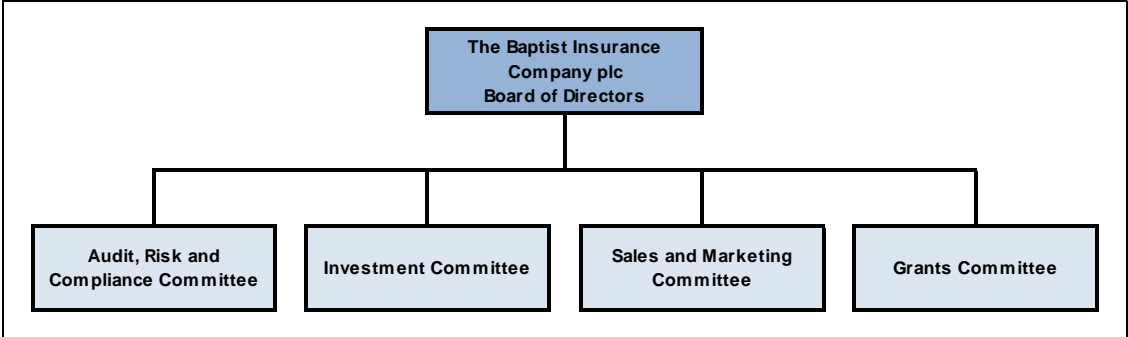 The Baptist Insurance
Company plc
Board of Directors
Audit, Risk and
Compliance Committee
Investment Committee
Sales and Marketing
Committee
Grants Committee